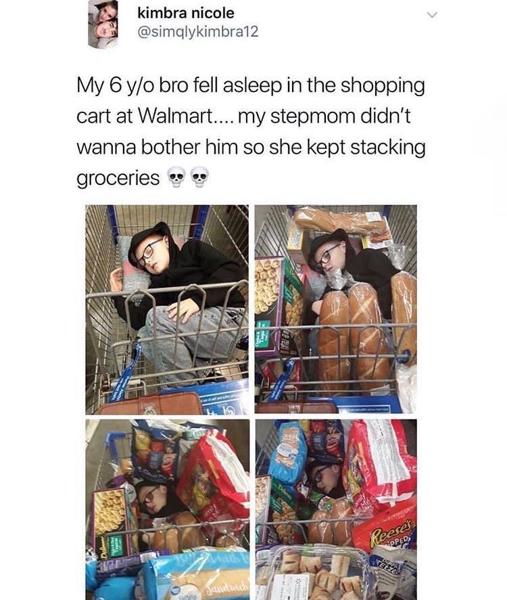 kimbra nicole
@simqlykimbra12
My 6 y/o bro fell asleep in the shopping
cart at Walmart.... my stepmom didn't
wanna bother him so she kept stacking
groceries 💀💀
Sandwich
Reese's